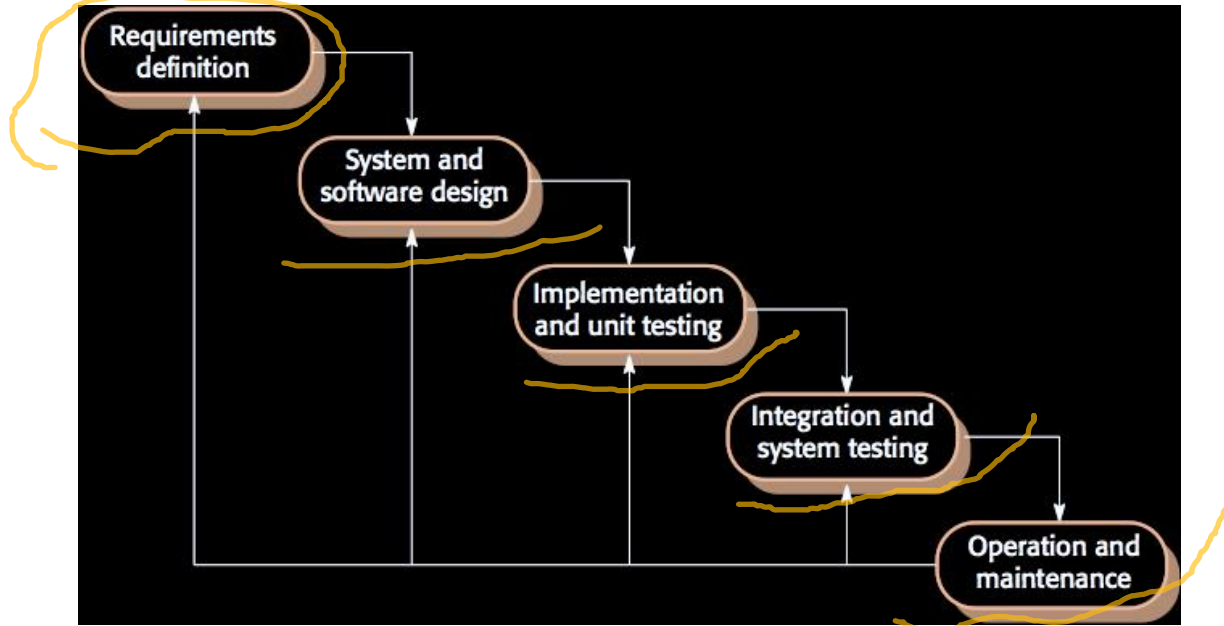 Requirements
definition
System and
software design
Implementation
and unit testing
Integration and
system testing
Operation and
maintenance